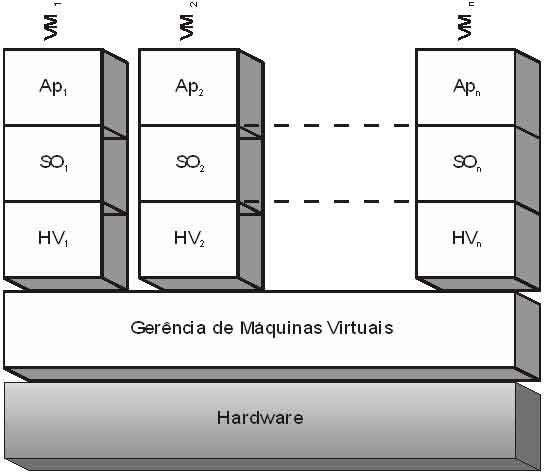 VM1 VM2 VMn
Ap1 Ap2 Apn
SO1 SO2 SOn
HV1 HV2 HVn
Gerência de Máquinas Virtuais
Hardware